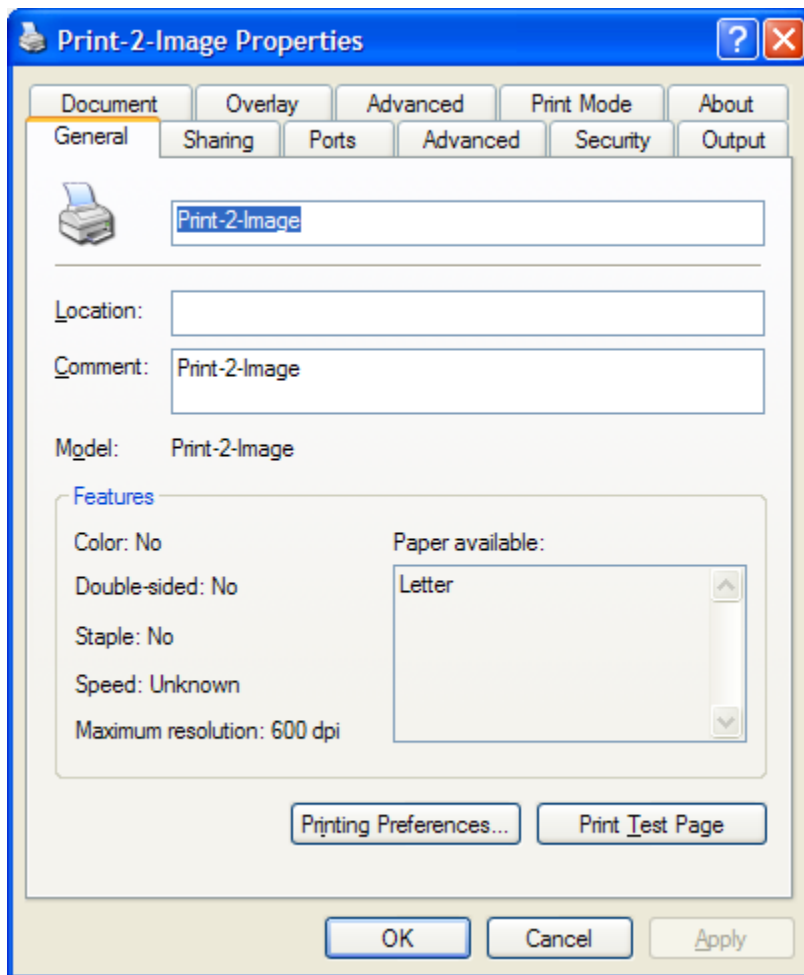 Print-2-Image Properties
?
Document Overlay Advanced Print Mode About
General Sharing Ports Advanced Security Output
Print-2-Image
Location:
Comment: Print-2-Image
Model: Print-2-Image
Features
Color: No Paper available:
Double-sided: No Letter
Staple: No
Speed: Unknown
Maximum resolution: 600 dpi
Printing Preferences... Print Test Page
OK Cancel Apply